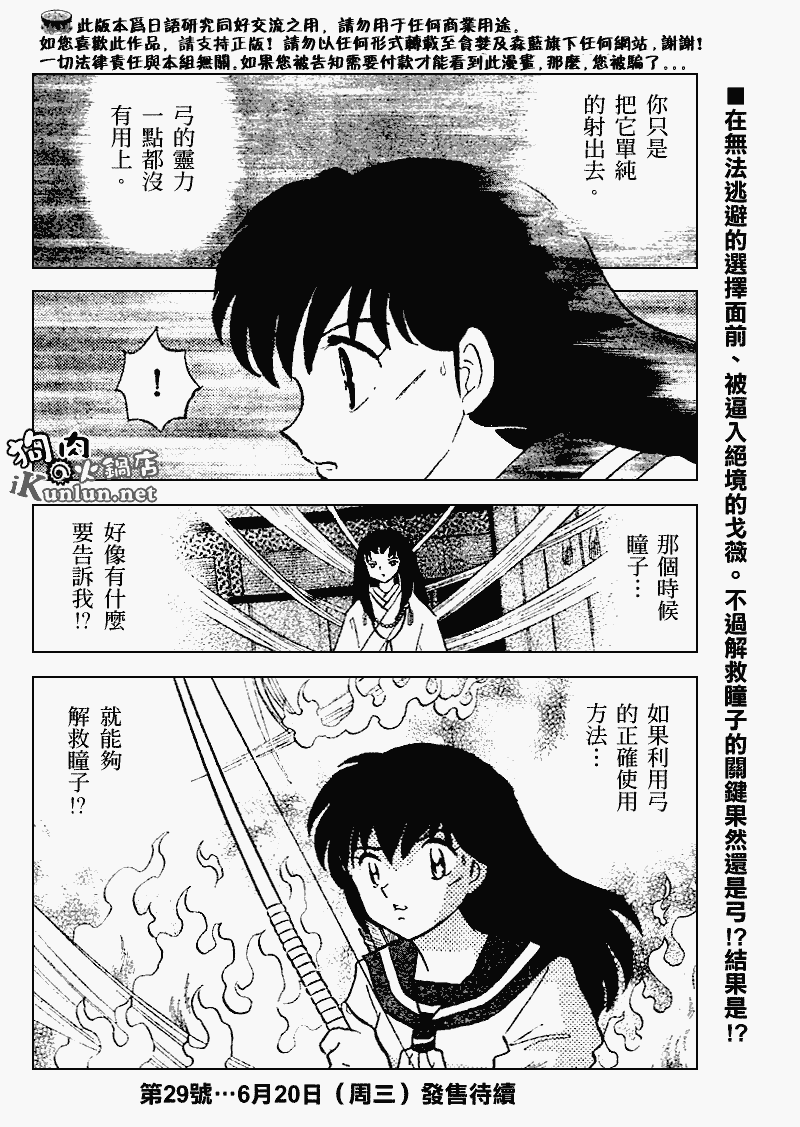 此版本爲日語研究同好交流之用，請勿用于任何商業用途。
如您喜歡此作品，請支持正版！請勿以任何形式轉載至貪婪及森藍旗下任何網站，謝謝！
一切法律責任與本組無關.如果您被告知需要付款才能看到此漫畫，那麼，您被騙了...
■在無法逃避的選擇面前、被逼入絕境的戈薇。不過解救瞳子的關鍵果然還是弓!?結果是!?
你只是
把它單純
的射出去。
弓的靈力
一點都沒
有用上。
！
狗肉の火鍋店
iKunlun.net
那個時候
瞳子…
好像有什麼
要告訴我!?
如果利用弓
的正確使用
方法…
就能夠
解救瞳子!?
第29號…6月20日（周三）發售待續